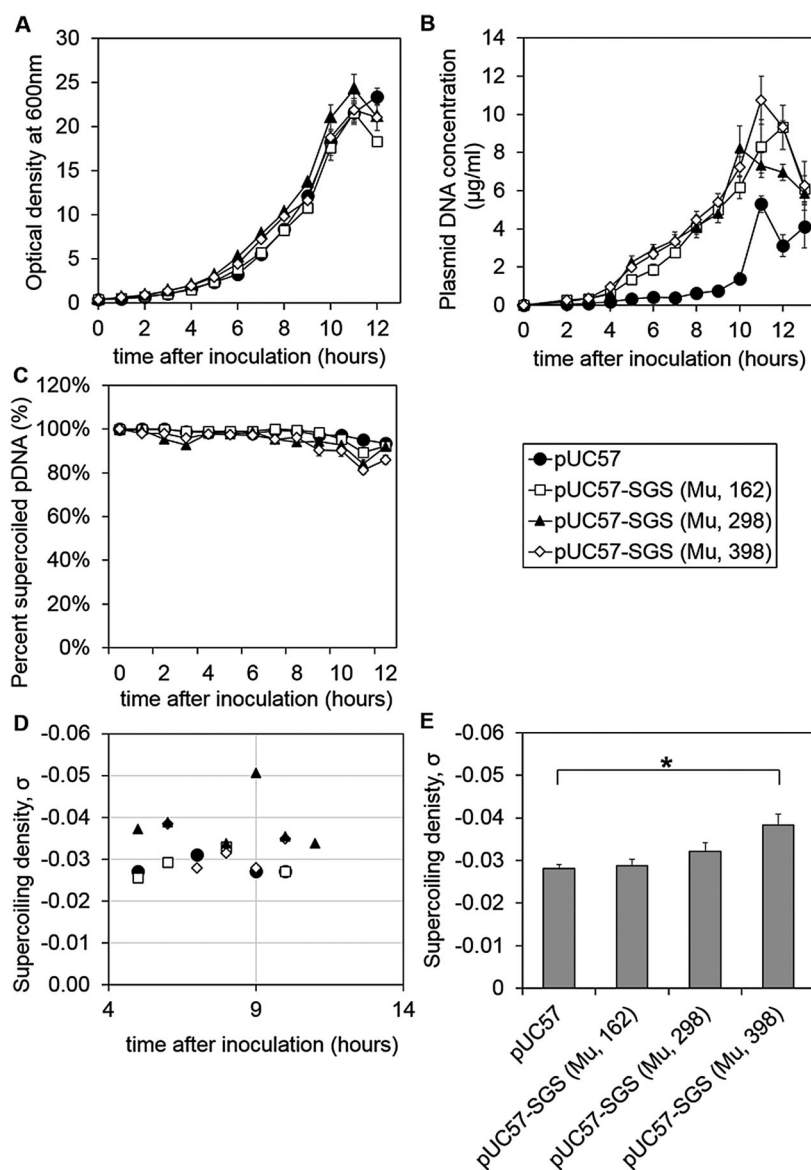 A
Optical density at 600nm
30
25
20
15
10
5
0
0 2 4 6 8 10 12
time after inoculation (hours)
B
Plasmid DNA concentration
(µg/ml)
14
12
10
8
6
4
2
0
0 2 4 6 8 10 12
time after inoculation (hours)
C
Percent supercoiled pDNA (%)
120%
100%
80%
60%
40%
20%
0%
0 2 4 6 8 10 12
time after inoculation (hours)
pUC57
pUC57-SGS (Mu, 162)
pUC57-SGS (Mu, 298)
pUC57-SGS (Mu, 398)
D
Supercoiling density, σ
-0.06
-0.05
-0.04
-0.03
-0.02
-0.01
0.00
4 9 14
time after inoculation (hours)
E
Supercoiling denisty, σ
-0.06
-0.05
-0.04
-0.03
-0.02
-0.01
0
*
pUC57
pUC57-SGS (Mu, 162)
pUC57-SGS (Mu, 298)
pUC57-SGS (Mu, 398)